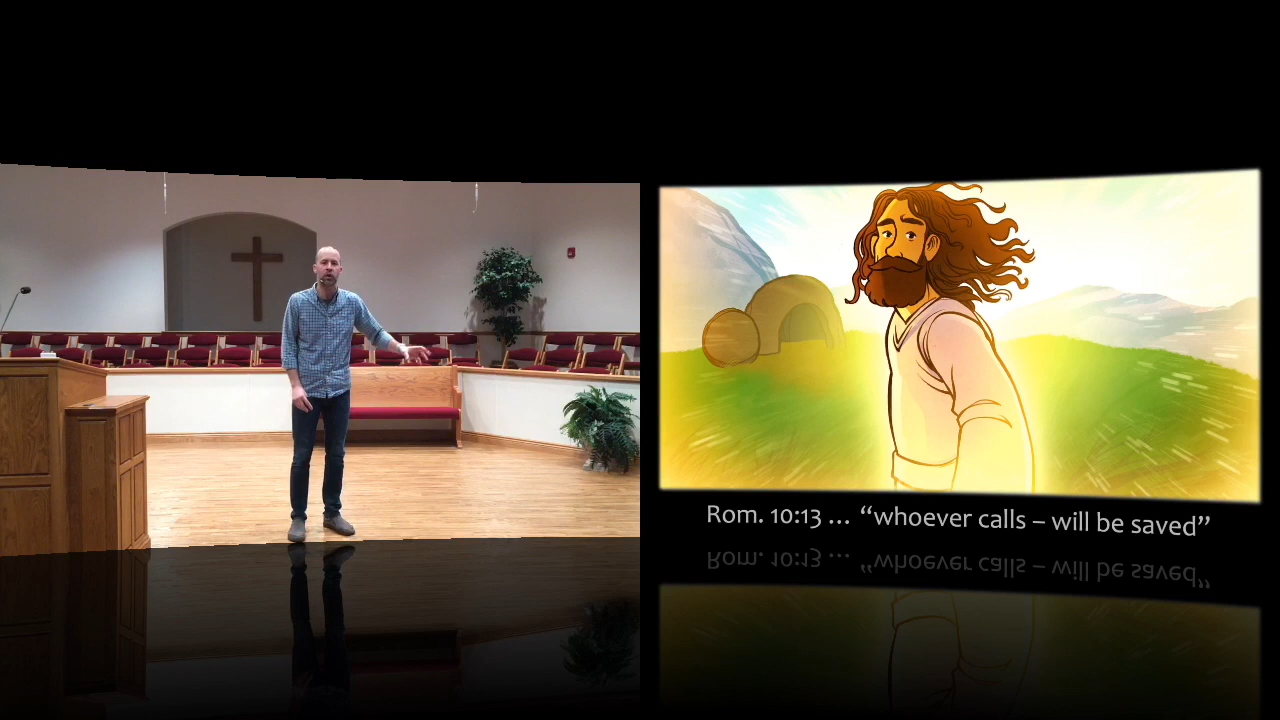 Rom. 10:13 ... “whoever calls – will be saved”